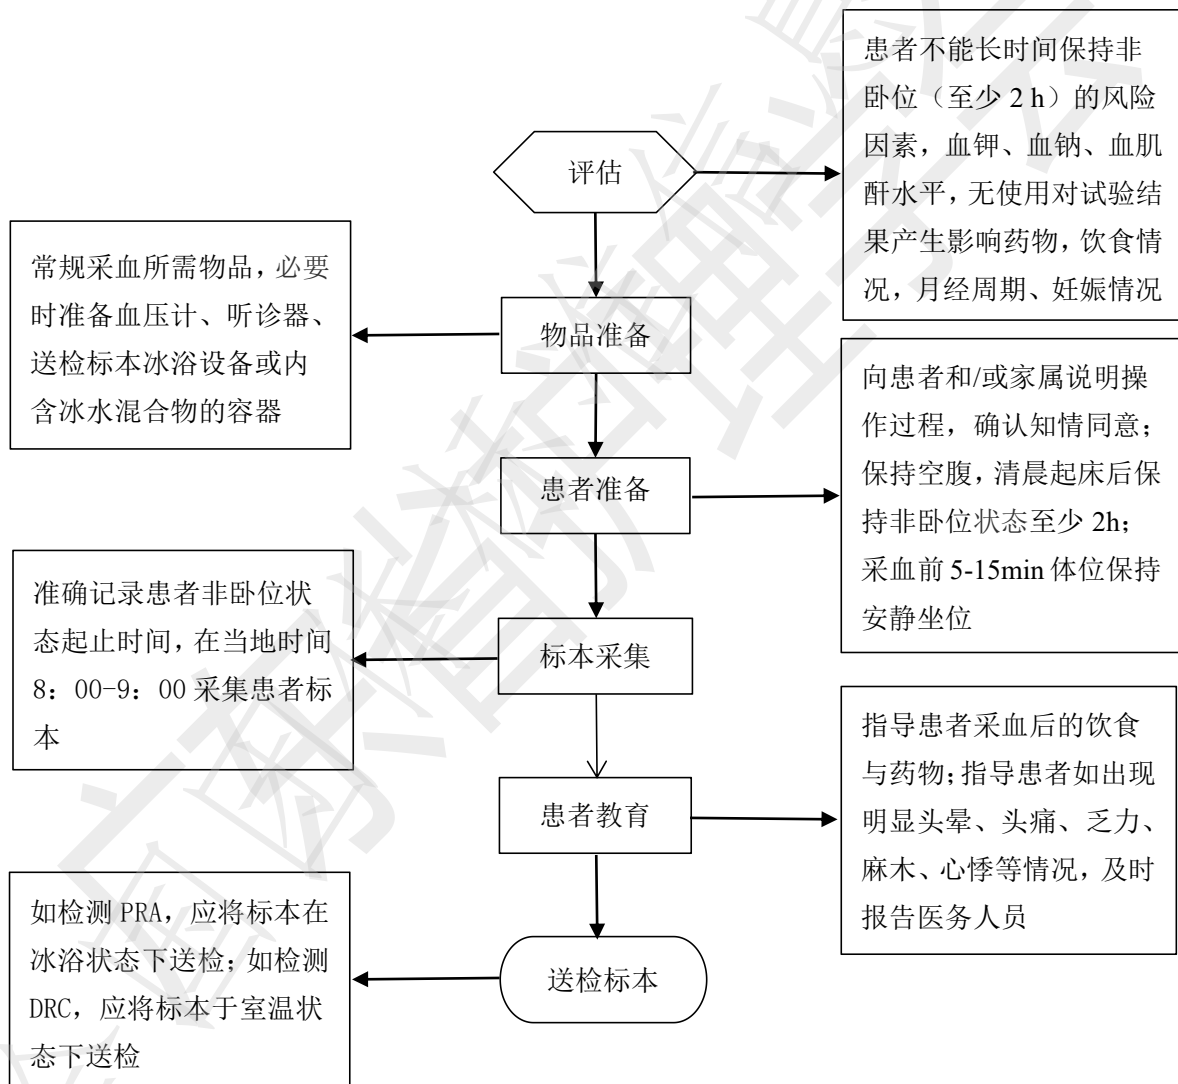 评估
患者不能长时间保持非
卧位（至少 2 h）的风险
因素，血钾、血钠、血肌
酐水平，无使用对试验结
果产生影响药物，饮食情
况，月经周期、妊娠情况
物品准备
常规采血所需物品，必要
时准备血压计、听诊器、
送检标本冰浴设备或内
含冰水混合物的容器
患者准备
向患者和/或家属说明操
作过程，确认知情同意；
保持空腹，清晨起床后保
持非卧位状态至少 2h；
采血前 5-15min 体位保持
安静坐位
标本采集
准确记录患者非卧位状
态起止时间，在当地时间
8：00-9：00 采集患者标
本
患者教育
指导患者采血后的饮食
与药物；指导患者如出现
明显头晕、头痛、乏力、
麻木、心悸等情况，及时
报告医务人员
送检标本
如检测 PRA，应将标本在
冰浴状态下送检；如检测
DRC，应将标本于室温状
态下送检